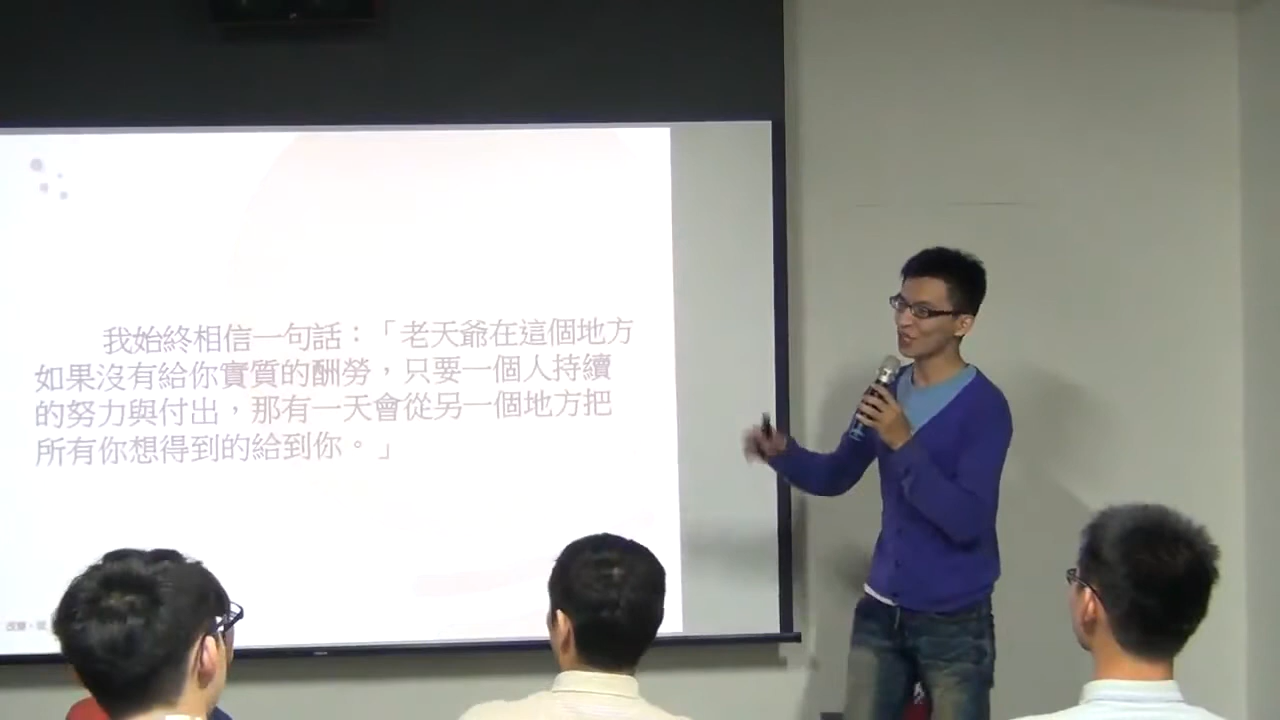 我始終相信一句話：「老天爺在這個地方
如果沒有給你實質的酬勞，只要一個人持續
的努力與付出，那有一天會從另一個地方把
所有你想得到的給到你。」